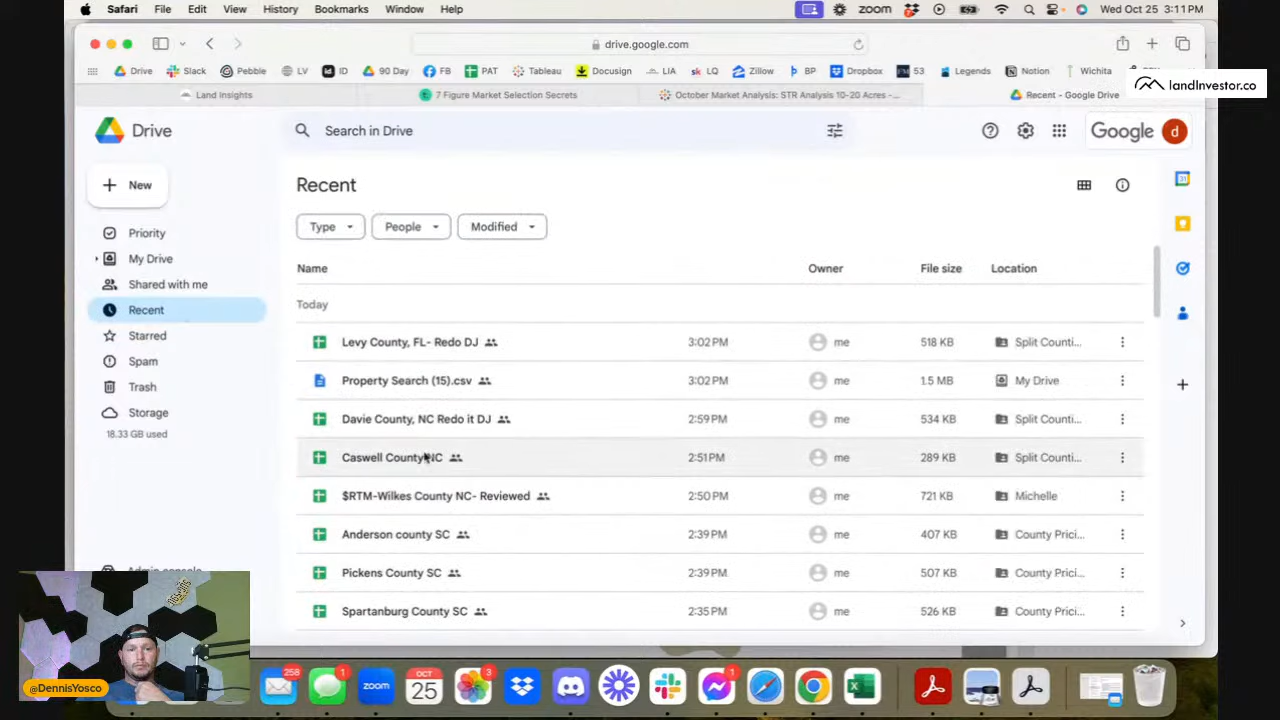 Safari File Edit View History Bookmarks Window Help zoom Wed Oct 25 3:11 PM
drive.google.com
Drive Slack Pebble LV ID 90 Day FB PAT Tableau Docusign LIA LQ Zillow BP Dropbox 53 Legends Notion Wichita
landInvestor.co
Land Insights 7 Figure Market Selection Secrets October Market Analysis: STR Analysis 10-20 Acres -... Recent - Google Drive
Drive Search in Drive Google d
New
Recent
Type People Modified
Priority
My Drive
Shared with me
Recent
Starred
Spam
Trash
Storage
18.33 GB used
Name Owner File size Location
Today
Levy County, FL- Redo DJ 3:02 PM me 518 KB Split Counti...
Property Search (15).csv 3:02 PM me 1.5 MB My Drive
Davie County, NC Redo it DJ 2:59 PM me 534 KB Split Counti...
Caswell County NC 2:51 PM me 289 KB Split Counti...
$RTM-Wilkes County NC- Reviewed 2:50 PM me 721 KB Michelle
Anderson county SC 2:39 PM me 407 KB County Prici...
Pickens County SC 2:39 PM me 507 KB County Prici...
Spartanburg County SC 2:35 PM me 526 KB County Prici...
Admin console
@DennisYosco
258 1 zoom OCT 25 3 1